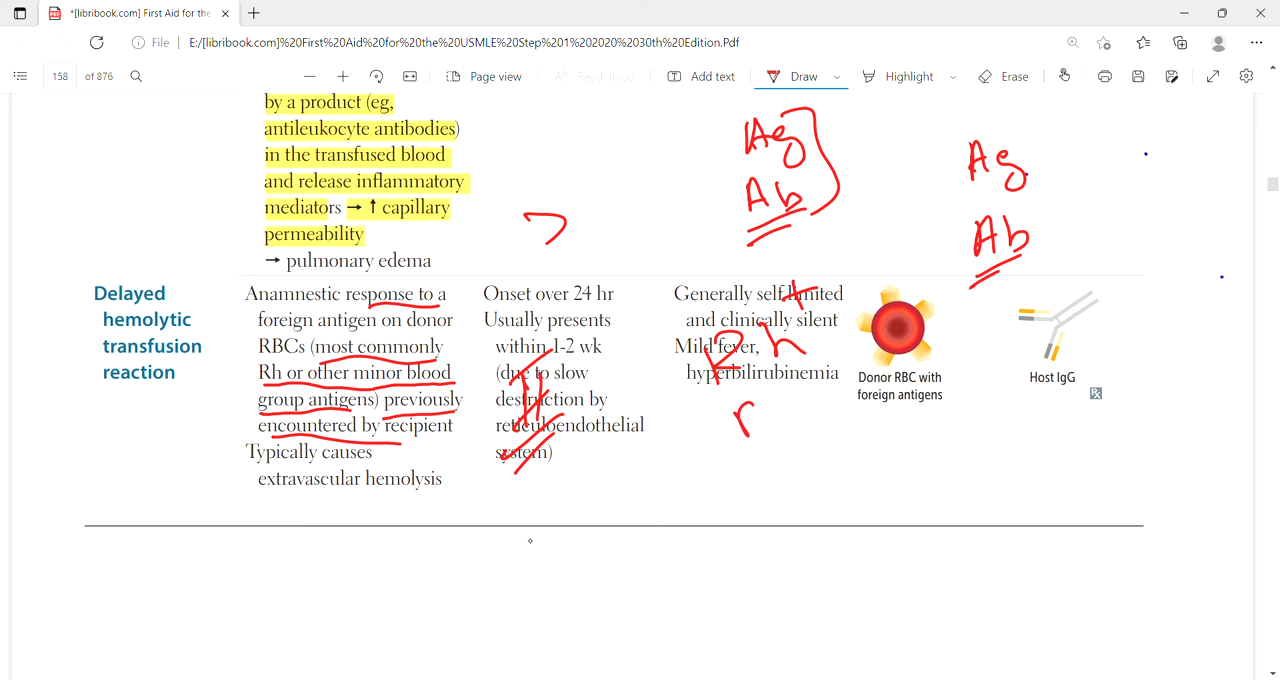 *[libribook.com] First Aid for the
File E:/[libribook.com]%20First%20Aid%20for%20the%20USMLE%20Step%201%202020%2030th%20Edition.Pdf
158 of 876 Page view Read aloud Add text Draw Highlight Erase
by a product (eg,
antileukocyte antibodies)
in the transfused blood
and release inflammatory
mediators → ↑ capillary
permeability
→ pulmonary edema
Ag
Ab
Ag
Ab
Delayed
hemolytic
transfusion
reaction
Anamnestic response to a
foreign antigen on donor
RBCs (most commonly
Rh or other minor blood
group antigens) previously
encountered by recipient
Typically causes
extravascular hemolysis
Onset over 24 hr
Usually presents
within 1-2 wk
(due to slow
destruction by
reticuloendothelial
system)
II
Generally self limited
and clinically silent
Mild fever,
hyperbilirubinemia
Rh+
r
Donor RBC with
foreign antigens
Host IgG